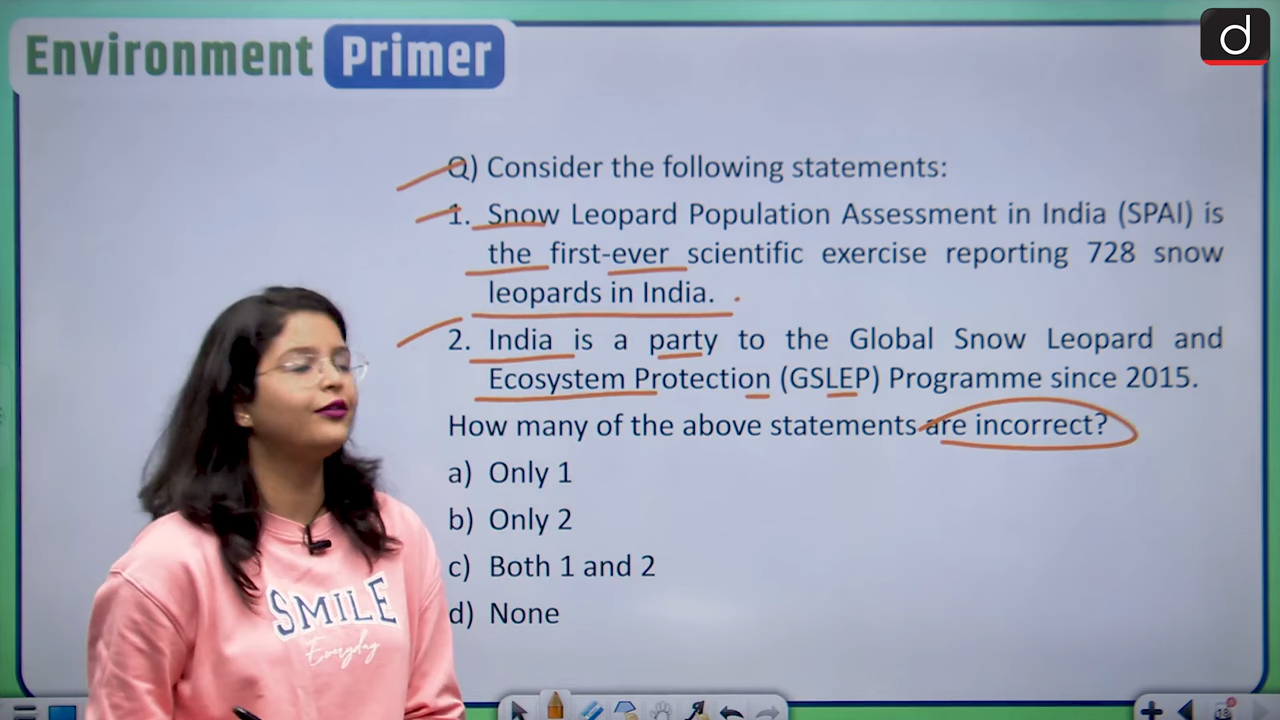 Environment Primer
d
Q) Consider the following statements:
1. Snow Leopard Population Assessment in India (SPAI) is
the first-ever scientific exercise reporting 728 snow
leopards in India.
2. India is a party to the Global Snow Leopard and
Ecosystem Protection (GSLEP) Programme since 2015.
How many of the above statements are incorrect?
a) Only 1
b) Only 2
c) Both 1 and 2
d) None
SMILE
Everyday